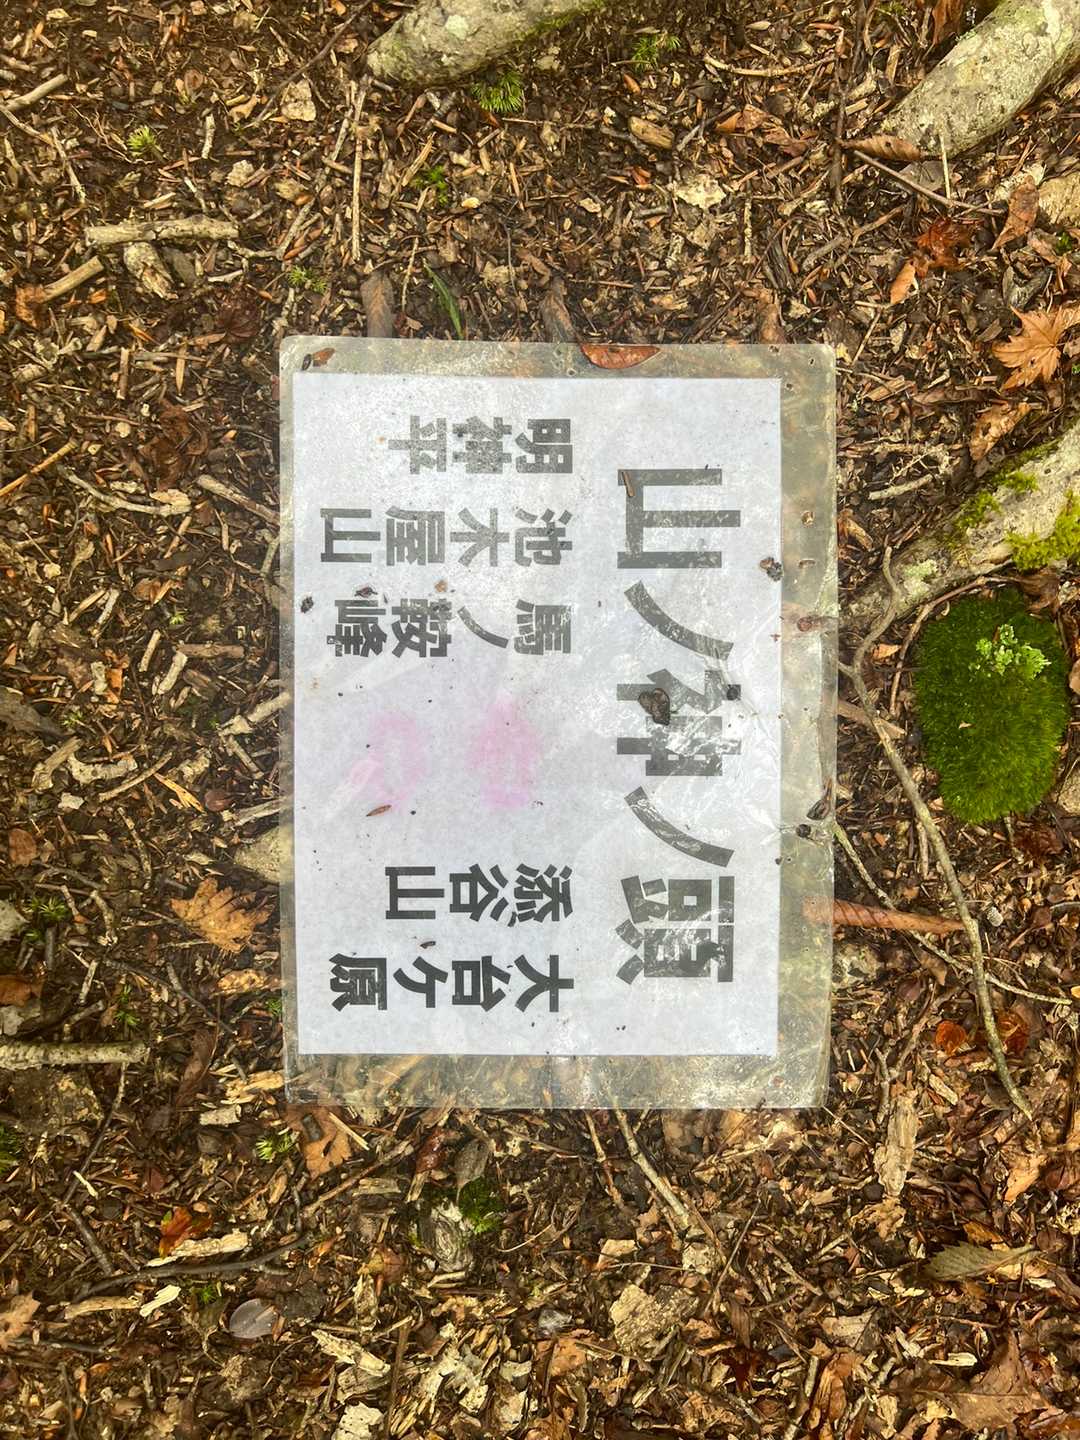 山ノ神ノ頭
明神平
池木屋山
馬ノ鞍峰
添谷山
大台ケ原